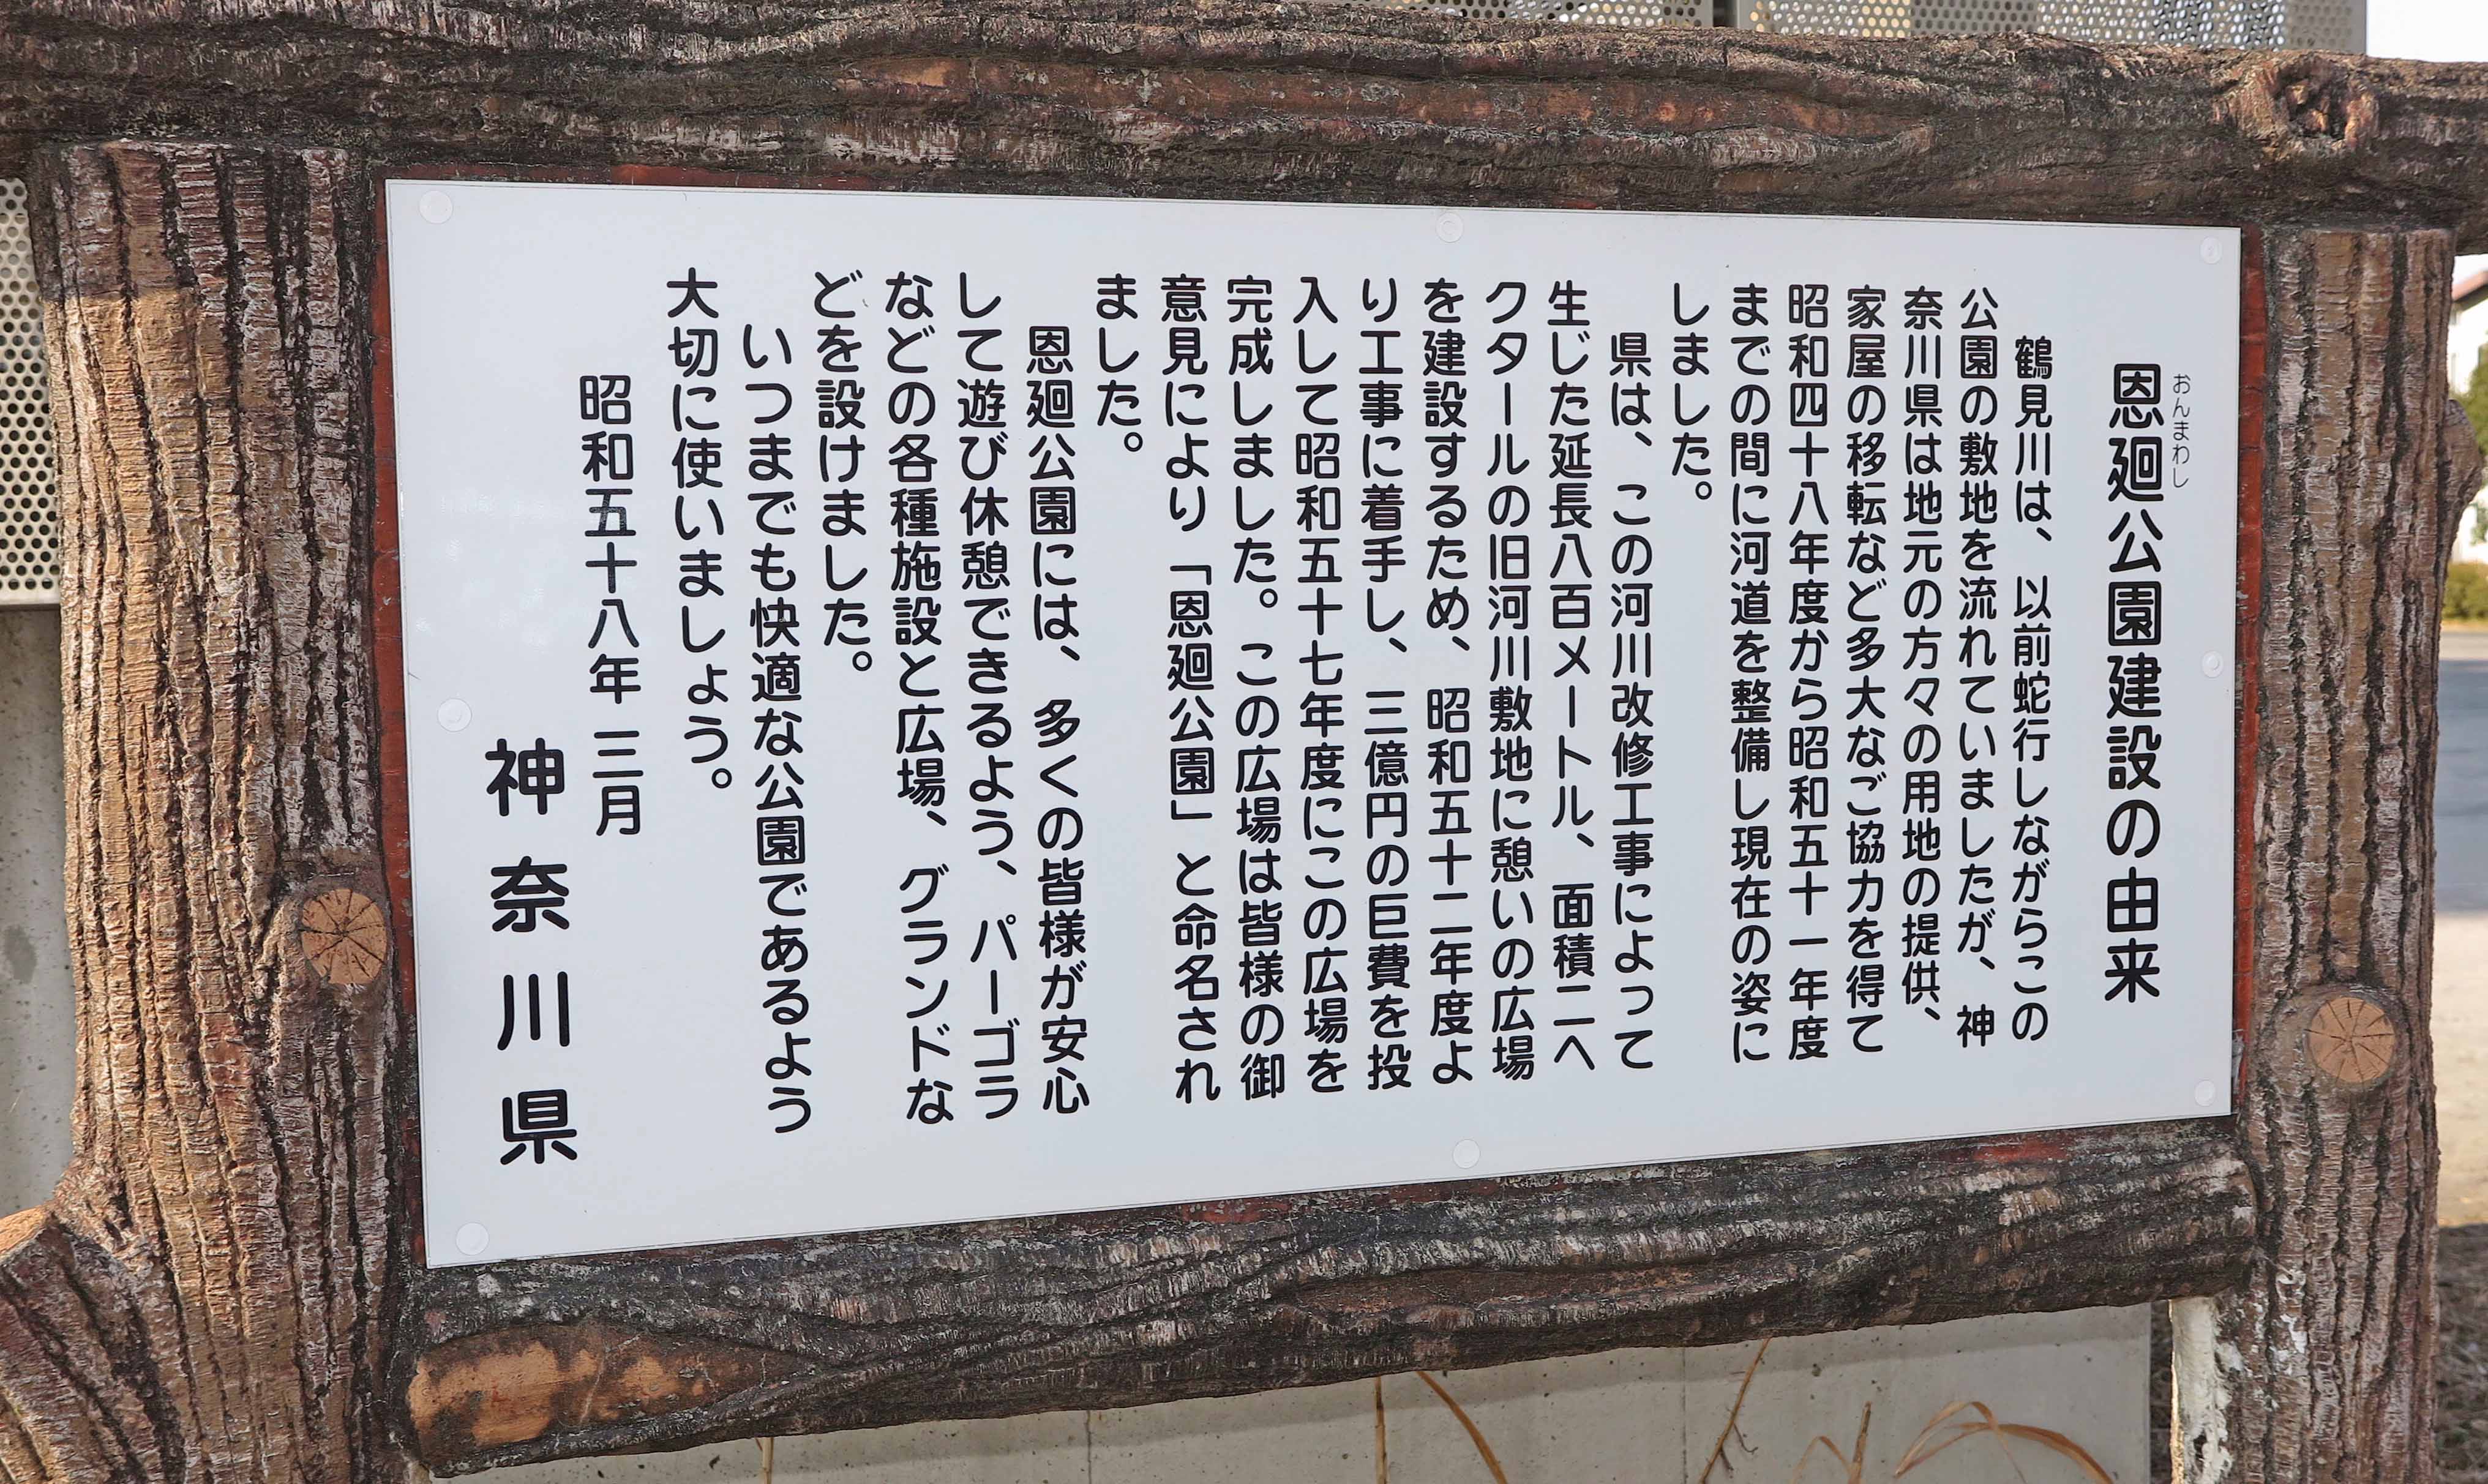 恩廻公園建設の由来
おんまわし
鶴見川は、以前蛇行しながらこの
公園の敷地を流れていましたが、神
奈川県は地元の方々の用地の提供、
家屋の移転など多大なご協力を得て
昭和四十八年度から昭和五十一年度
までの間に河道を整備し現在の姿に
しました。
県は、この河川改修工事によって
生じた延長八百メートル、面積二ヘ
クタールの旧河川敷地に憩いの広場
を建設するため、昭和五十二年度よ
り工事に着手し、三億円の巨費を投
入して昭和五十七年度にこの広場を
完成しました。この広場は皆様の御
意見により「恩廻公園」と命名され
ました。
恩廻公園には、多くの皆様が安心
して遊び休憩できるよう、パーゴラ
などの各種施設と広場、グランドな
どを設けました。
いつまでも快適な公園であるよう
大切に使いましょう。
昭和五十八年三月
神奈川県